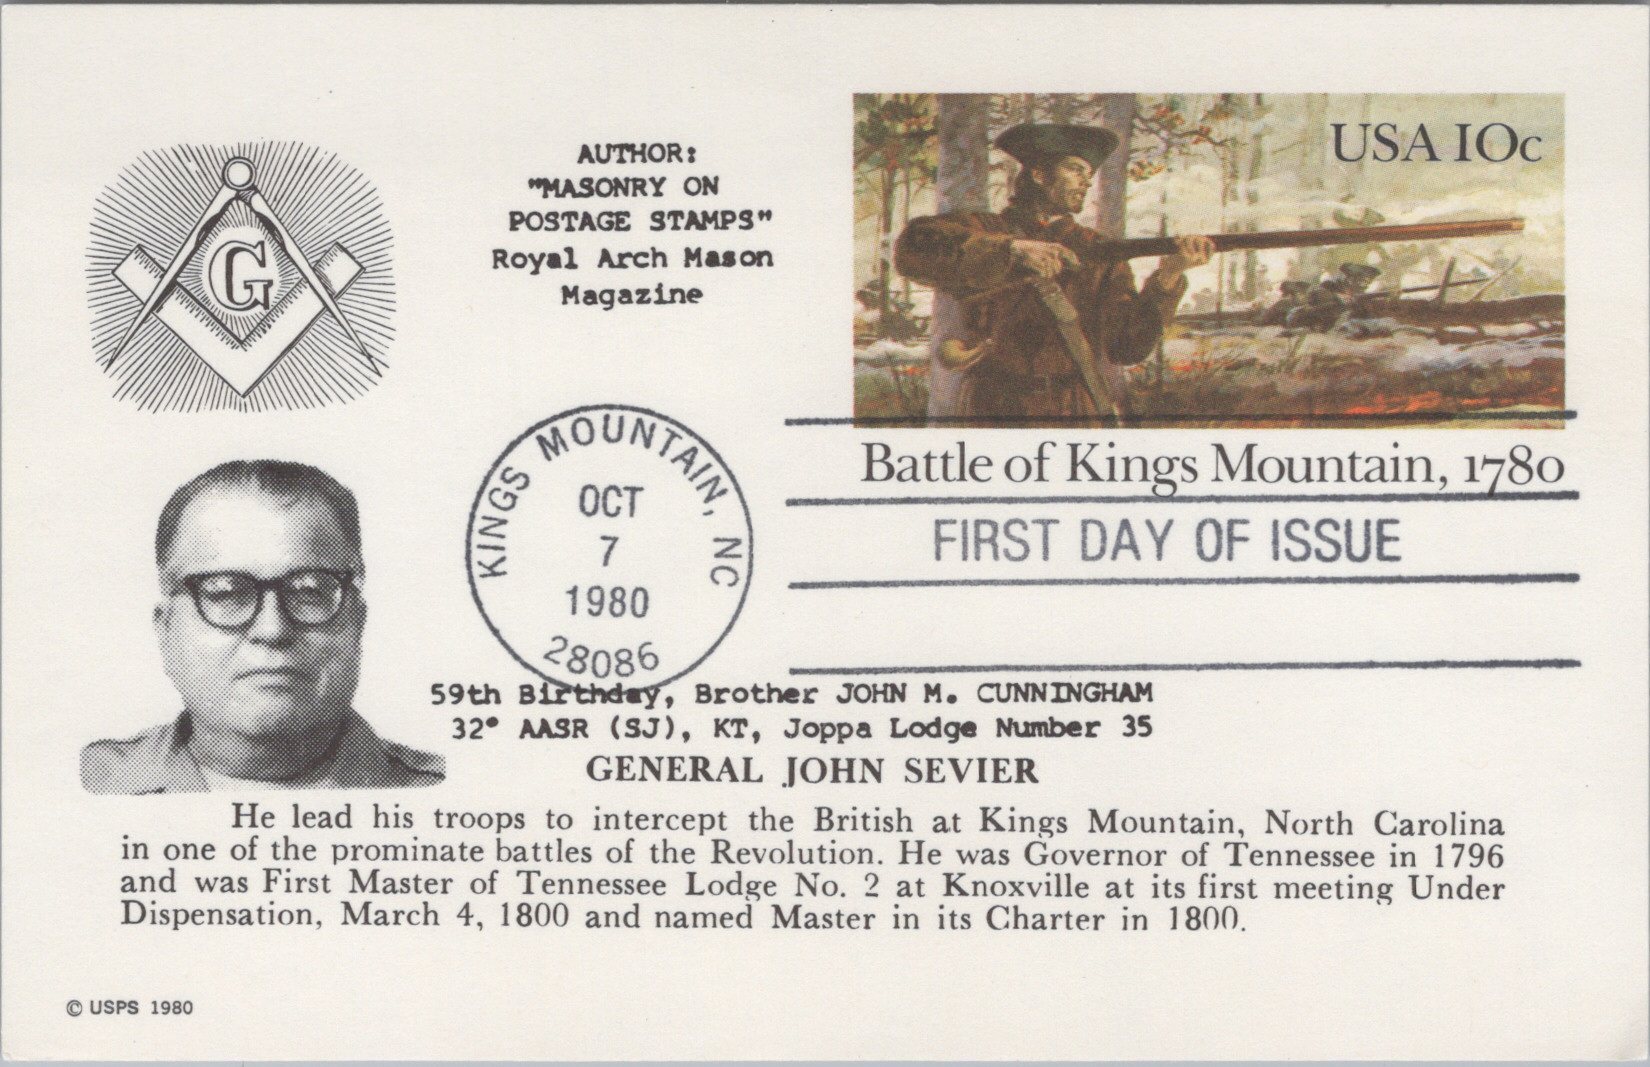 G
AUTHOR:
"MASONRY ON
POSTAGE STAMPS"
Royal Arch Mason
Magazine
USA 10c
Battle of Kings Mountain, 1780
KINGS MOUNTAIN, NC
OCT
7
1980
28086
FIRST DAY OF ISSUE
59th Birthday, Brother JOHN M. CUNNINGHAM
32° AASR (SJ), KT, Joppa Lodge Number 35
GENERAL JOHN SEVIER
He lead his troops to intercept the British at Kings Mountain, North Carolina
in one of the prominate battles of the Revolution. He was Governor of Tennessee in 1796
and was First Master of Tennessee Lodge No. 2 at Knoxville at its first meeting Under
Dispensation, March 4, 1800 and named Master in its Charter in 1800.
© USPS 1980